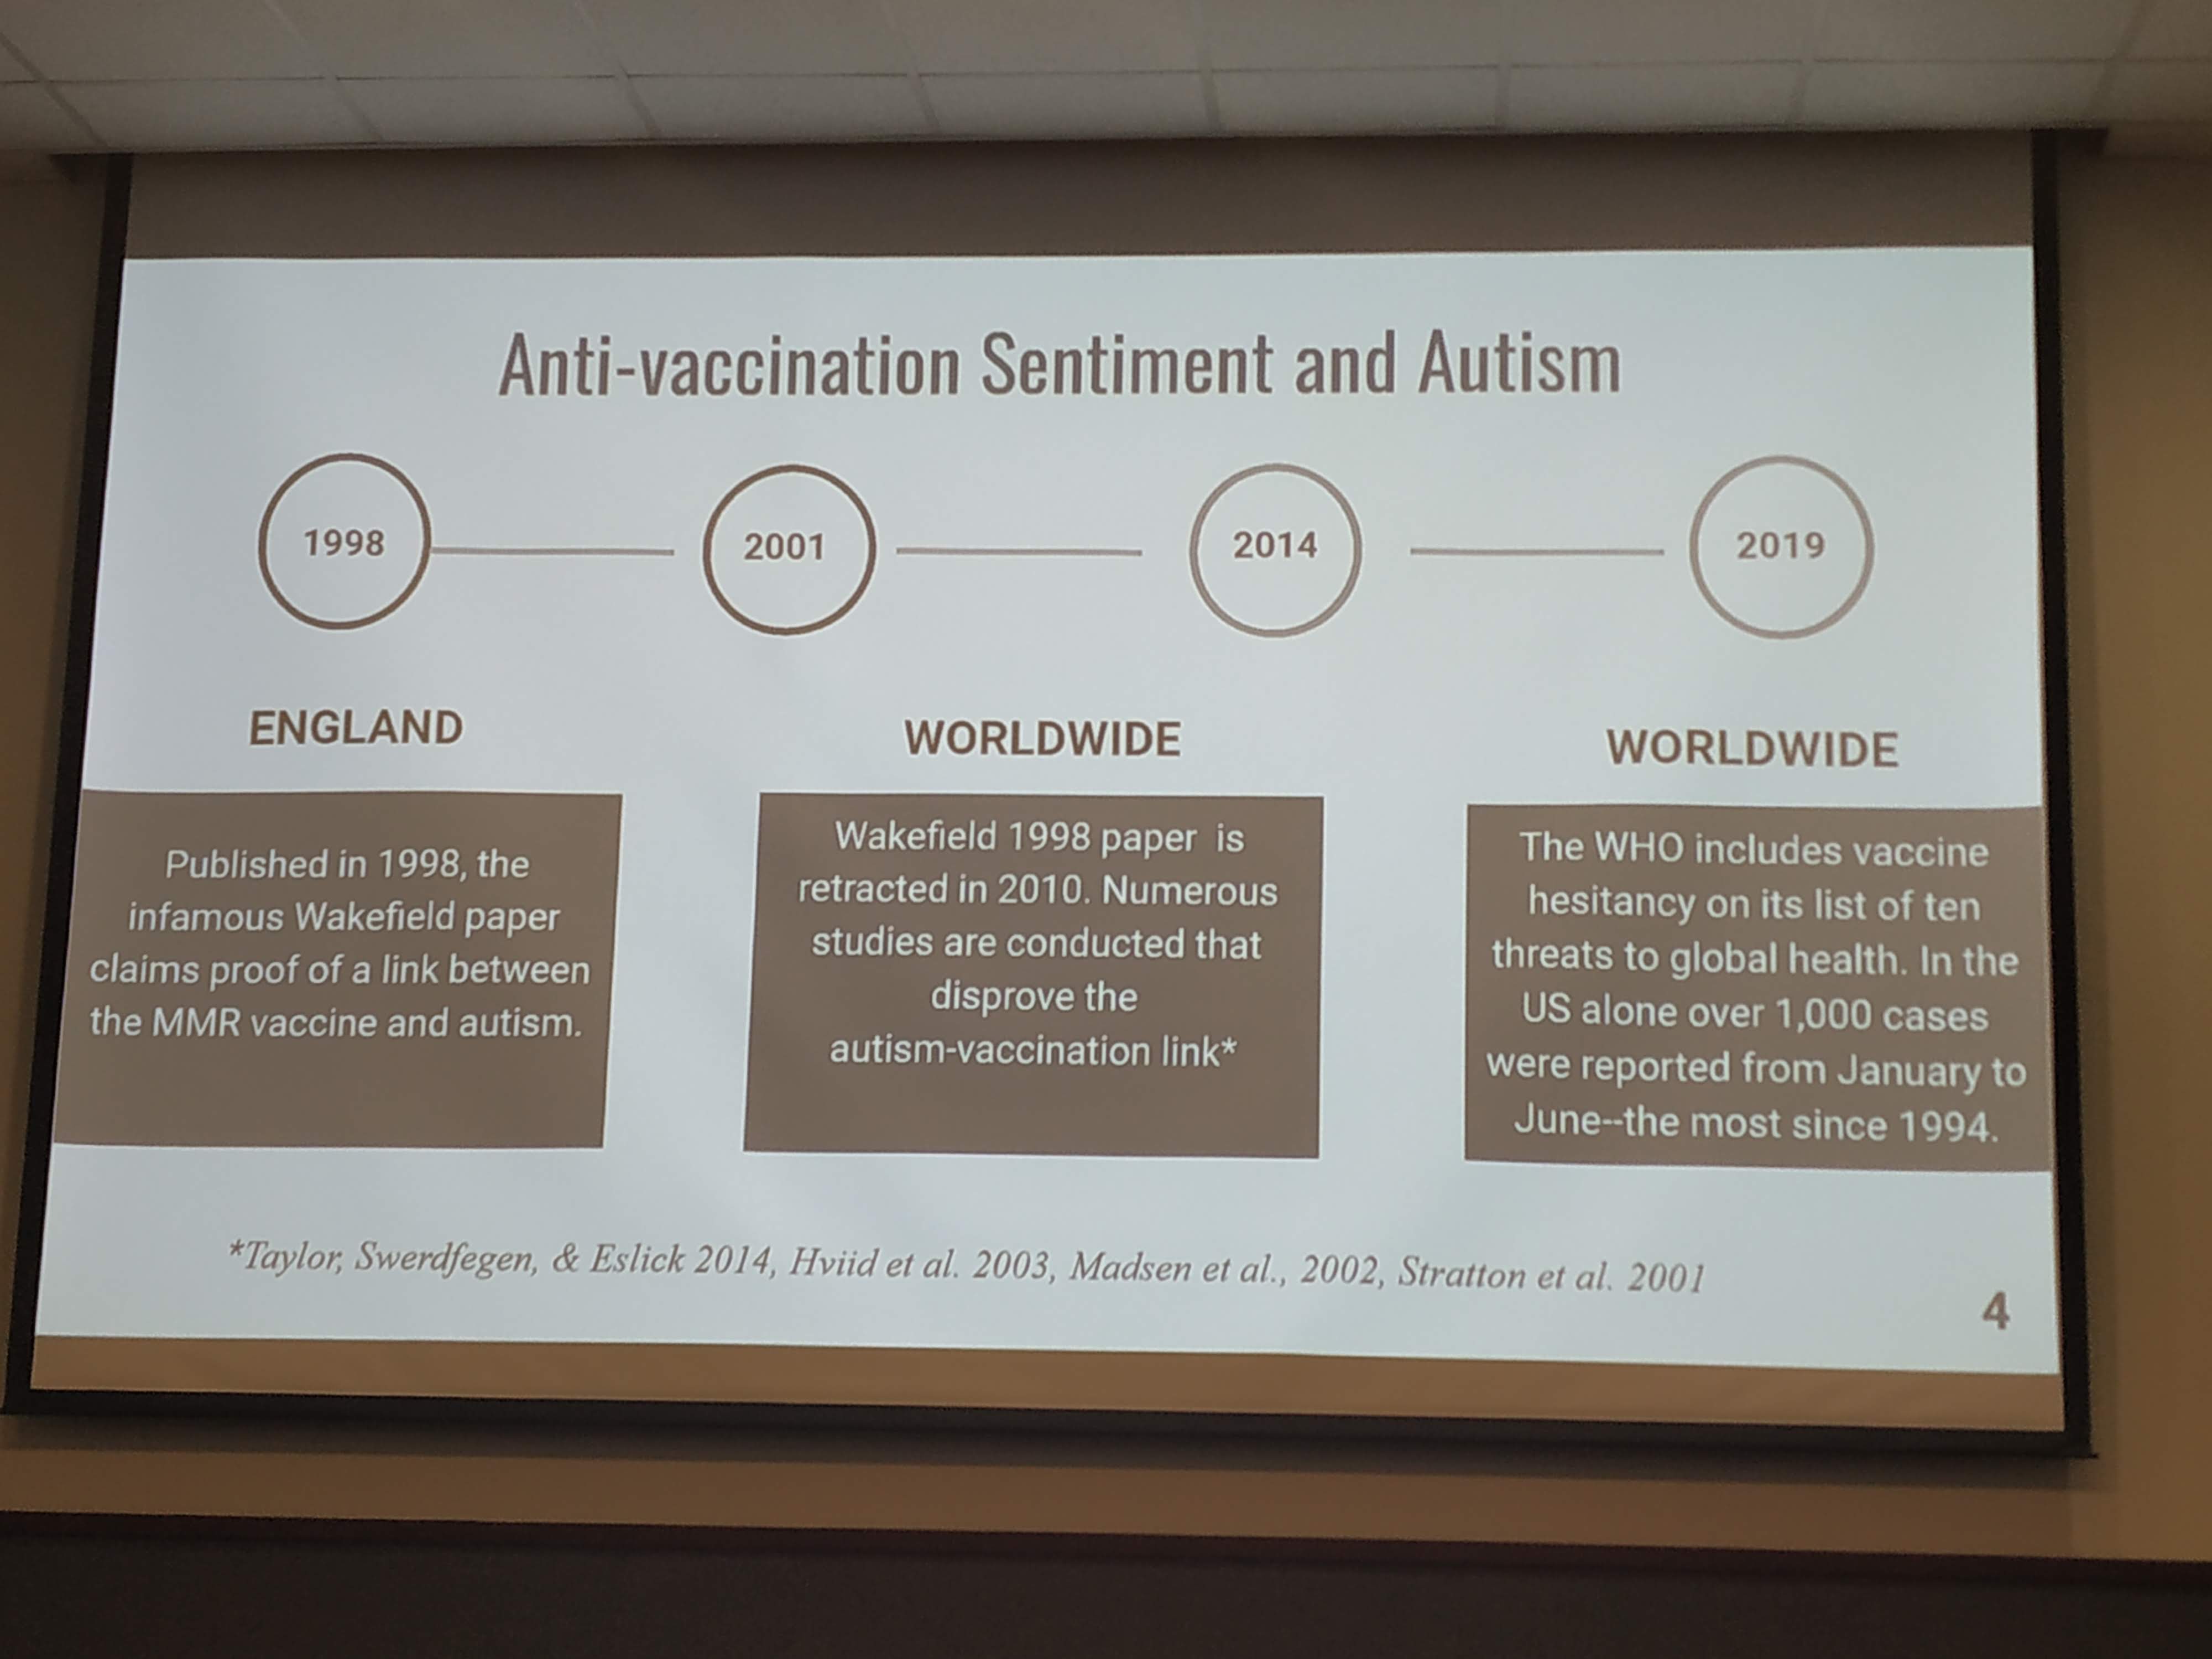 Anti-vaccination Sentiment and Autism
1998
2001
2014
2019
ENGLAND
Published in 1998, the
infamous Wakefield paper
claims proof of a link between
the MMR vaccine and autism.
WORLDWIDE
Wakefield 1998 paper is
retracted in 2010. Numerous
studies are conducted that
disprove the
autism-vaccination link*
WORLDWIDE
The WHO includes vaccine
hesitancy on its list of ten
threats to global health. In the
US alone over 1,000 cases
were reported from January to
June--the most since 1994.
*Taylor, Swerdfegen, & Eslick 2014, Hviid et al. 2003, Madsen et al., 2002, Stratton et al. 2001
4